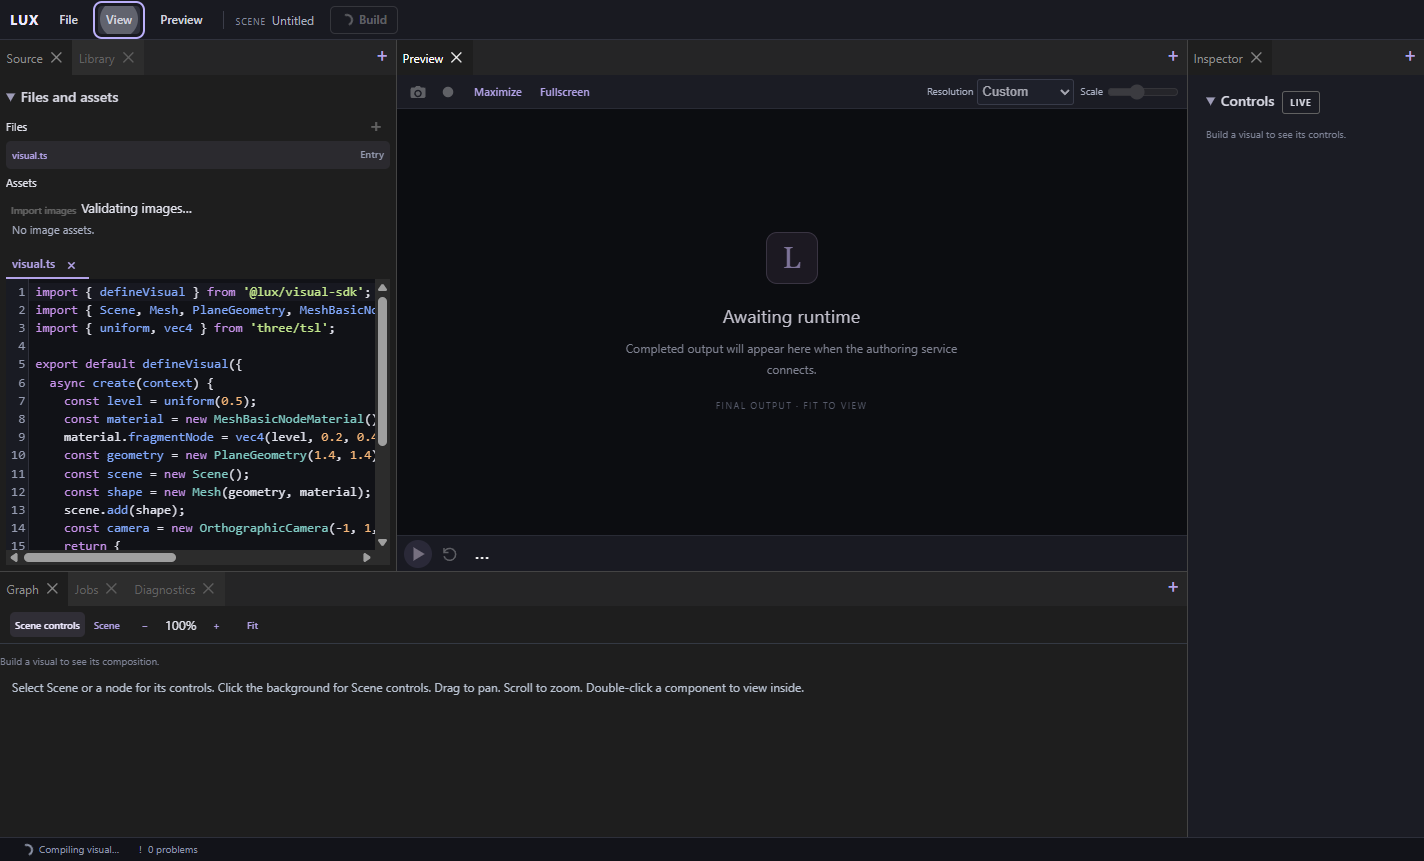 LUX File View Preview SCENE Untitled Build
Source Library
Files and assets
Files
visual.ts Entry
Assets
Import images Validating images...
No image assets.
visual.ts
1 import { defineVisual } from '@lux/visual-sdk';
2 import { Scene, Mesh, PlaneGeometry, MeshBasicNo
3 import { uniform, vec4 } from 'three/tsl';
4
5 export default defineVisual({
6 async create(context) {
7 const level = uniform(0.5);
8 const material = new MeshBasicNodeMaterial()
9 material.fragmentNode = vec4(level, 0.2, 0.4
10 const geometry = new PlaneGeometry(1.4, 1.4)
11 const scene = new Scene();
12 const shape = new Mesh(geometry, material);
13 scene.add(shape);
14 const camera = new OrthographicCamera(-1, 1,
15 return {
Preview
Maximize Fullscreen Resolution Custom Scale
L
Awaiting runtime
Completed output will appear here when the authoring service
connects.
FINAL OUTPUT · FIT TO VIEW
...
Inspector
Controls LIVE
Build a visual to see its controls.
Graph Jobs Diagnostics
Scene controls Scene − 100% + Fit
Build a visual to see its composition.
Select Scene or a node for its controls. Click the background for Scene controls. Drag to pan. Scroll to zoom. Double-click a component to view inside.
Compiling visual... ! 0 problems